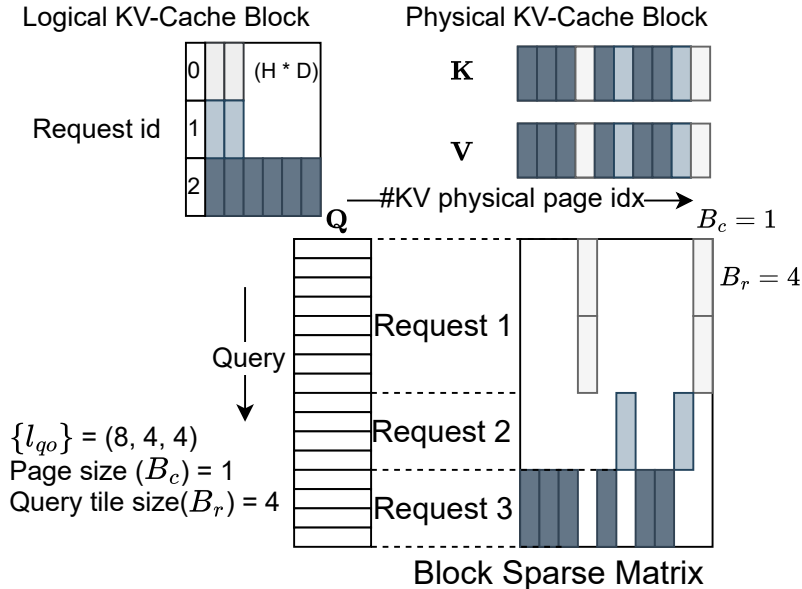 Logical KV-Cache Block
Physical KV-Cache Block
0
(H * D)
K
Request id
1
V
2
#KV physical page idx
Q
B_c = 1
B_r = 4
Request 1
Query
Request 2
{l_{qo}} = (8, 4, 4)
Page size (B_c) = 1
Query tile size(B_r) = 4
Request 3
Block Sparse Matrix